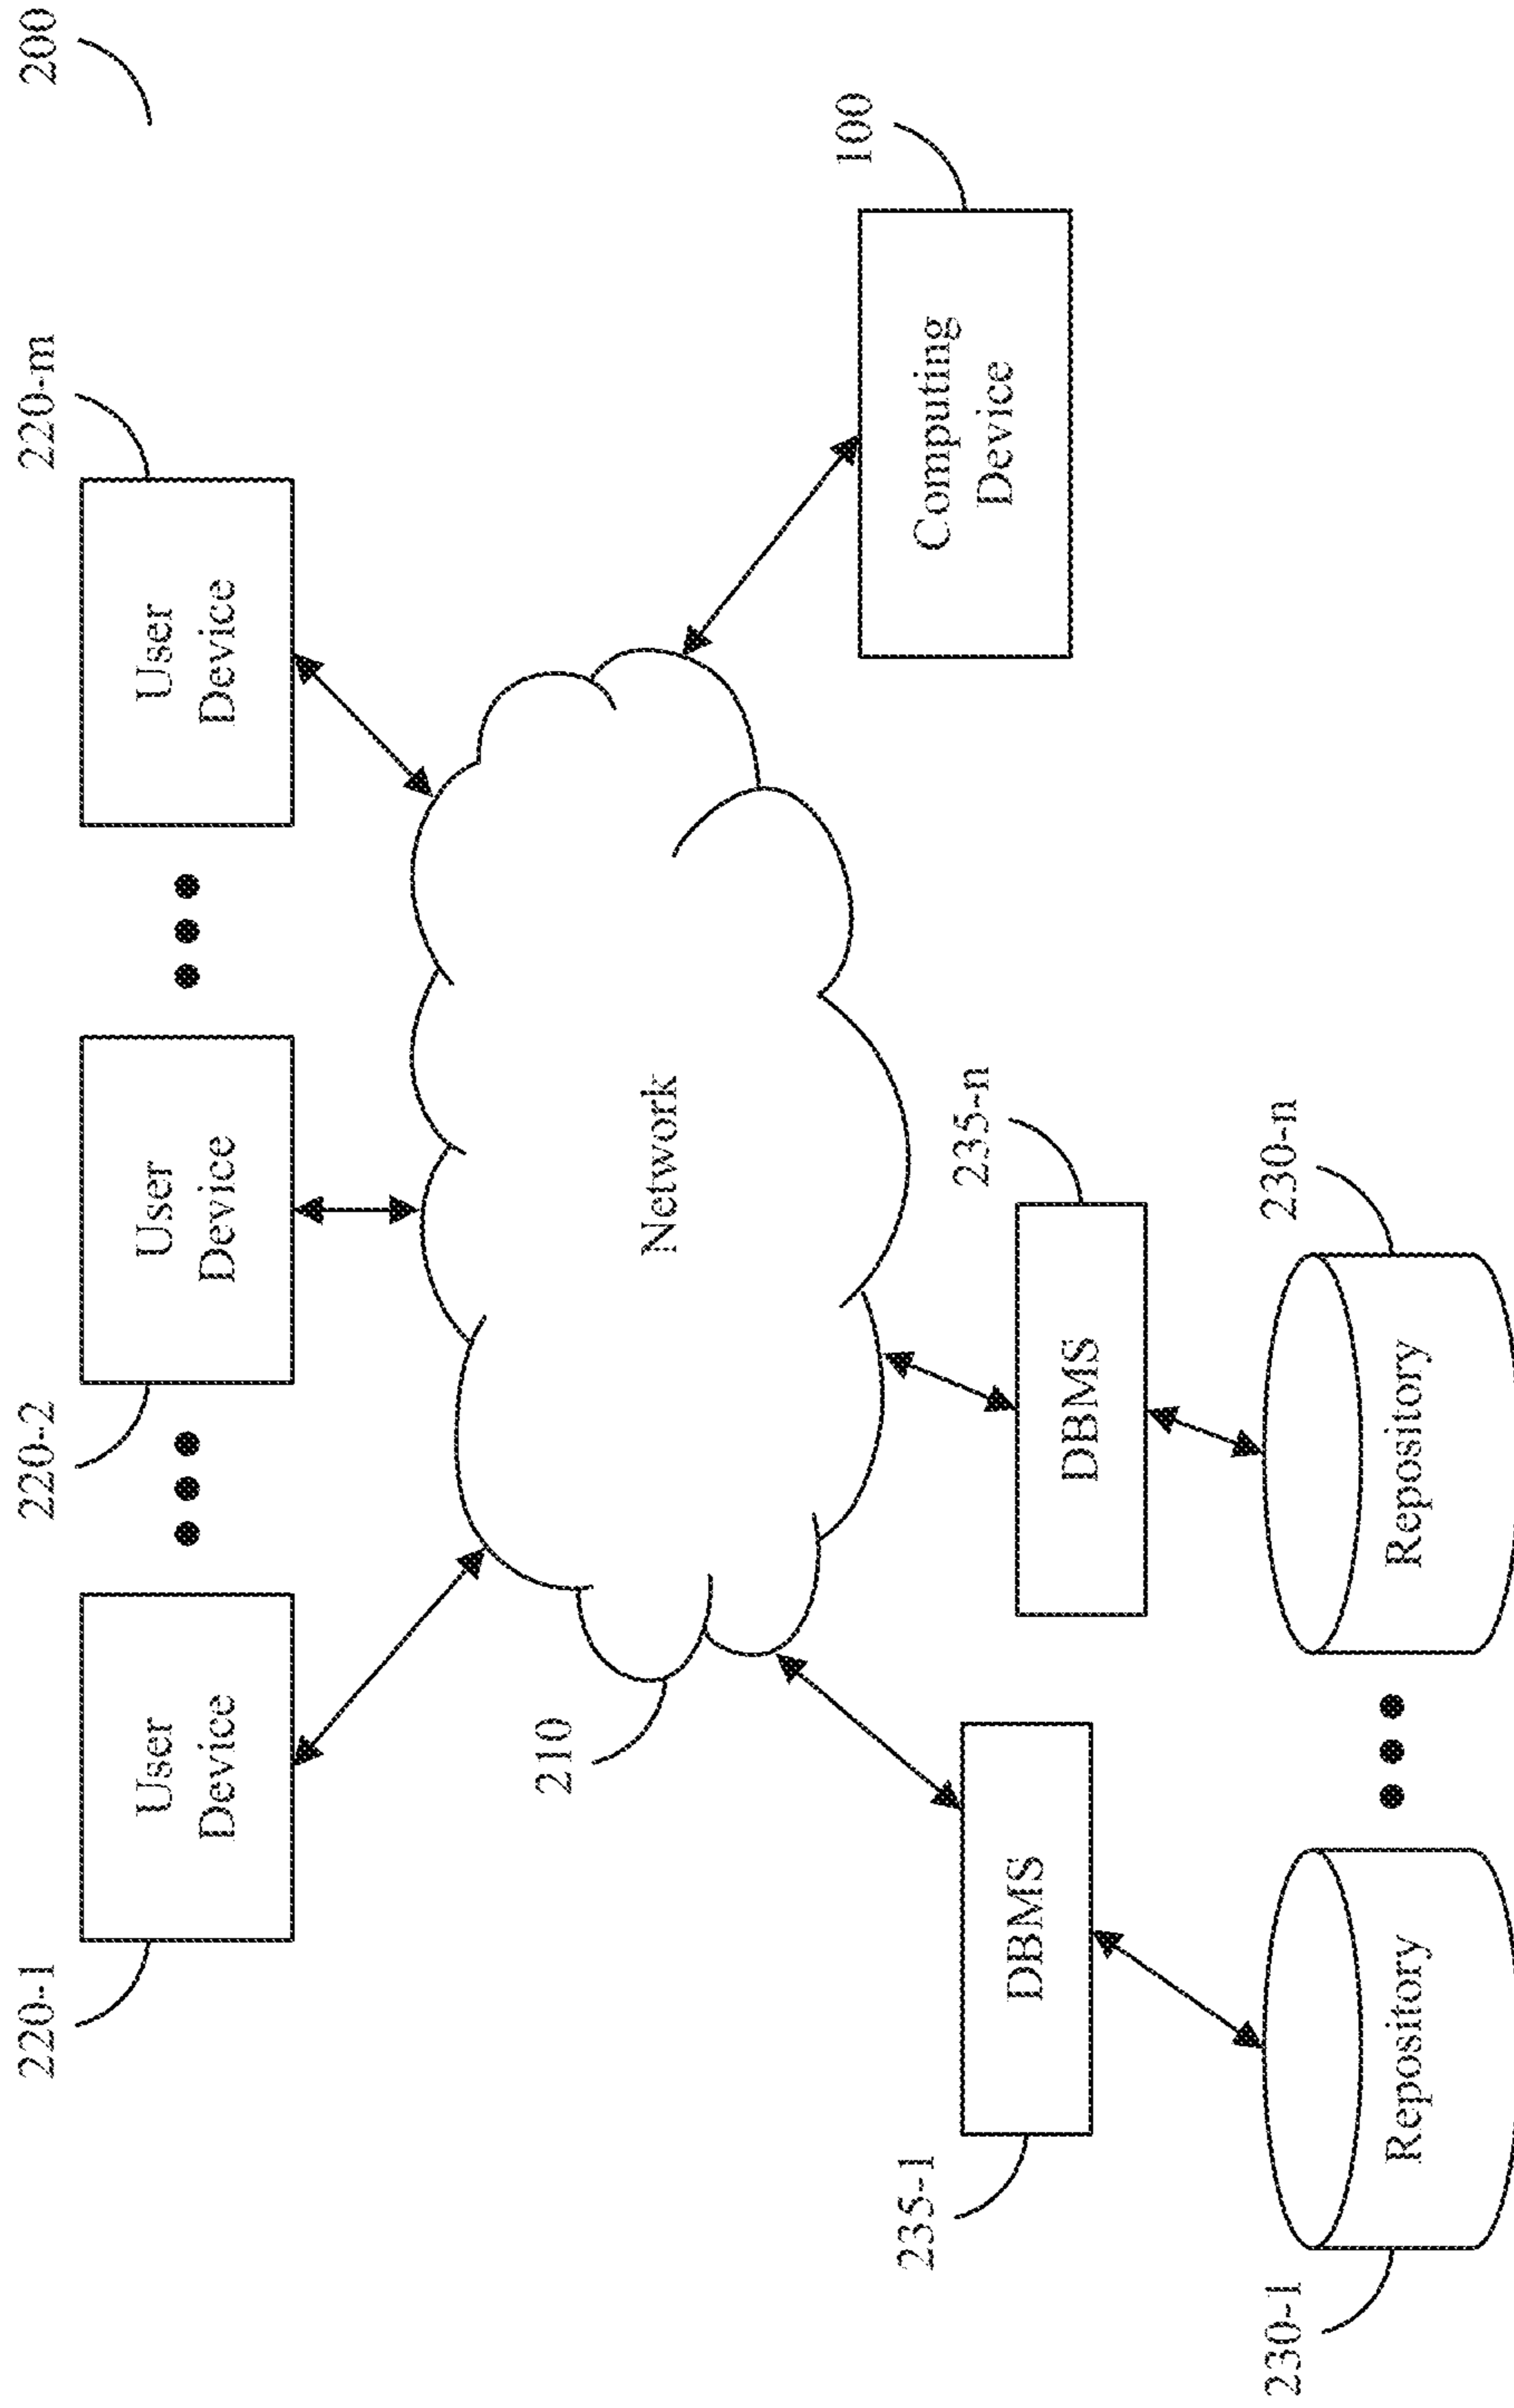 200
220-1
220-2
220-m
User
Device
User
Device
User
Device
210
Network
100
Computing
Device
235-1
DBMS
235-n
DBMS
230-1
Repository
230-n
Repository